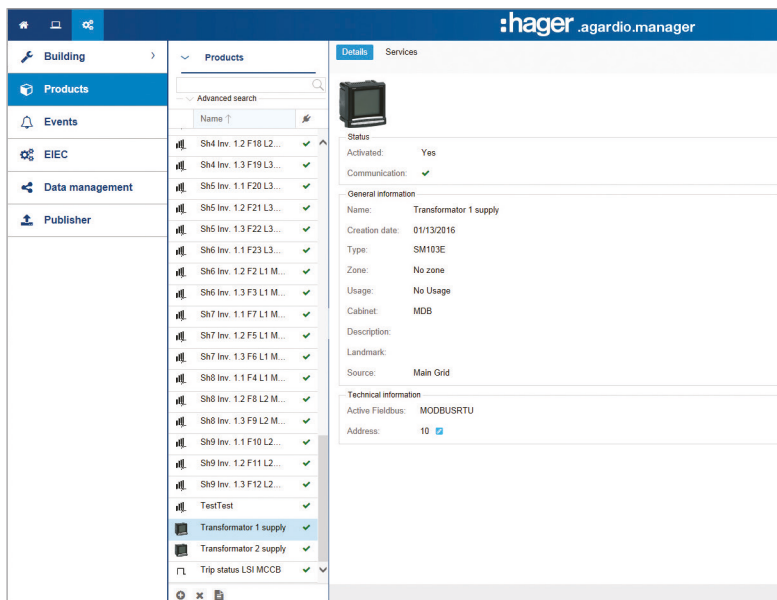 :hager .agardio.manager
Building
Products
Events
EIEC
Data management
Publisher
Products
Advanced search
Name ↑
Sh4 Inv. 1.2 F18 L2...
Sh4 Inv. 1.3 F19 L3...
Sh5 Inv. 1.1 F20 L3...
Sh5 Inv. 1.2 F21 L3...
Sh5 Inv. 1.3 F22 L3...
Sh6 Inv. 1.1 F23 L3...
Sh6 Inv. 1.2 F2 L1 M...
Sh6 Inv. 1.3 F3 L1 M...
Sh7 Inv. 1.1 F7 L1 M...
Sh7 Inv. 1.2 F5 L1 M...
Sh7 Inv. 1.3 F6 L1 M...
Sh8 Inv. 1.1 F4 L1 M...
Sh8 Inv. 1.2 F8 L2 M...
Sh8 Inv. 1.3 F9 L2 M...
Sh9 Inv. 1.1 F10 L2...
Sh9 Inv. 1.2 F11 L2...
Sh9 Inv. 1.3 F12 L2...
TestTest
Transformator 1 supply
Transformator 2 supply
Trip status LSI MCCB
Details Services
Status
Activated: Yes
Communication:
General information
Name: Transformator 1 supply
Creation date: 01/13/2016
Type: SM103E
Zone: No zone
Usage: No Usage
Cabinet: MDB
Description:
Landmark:
Source: Main Grid
Technical information
Active Fieldbus: MODBUSRTU
Address: 10